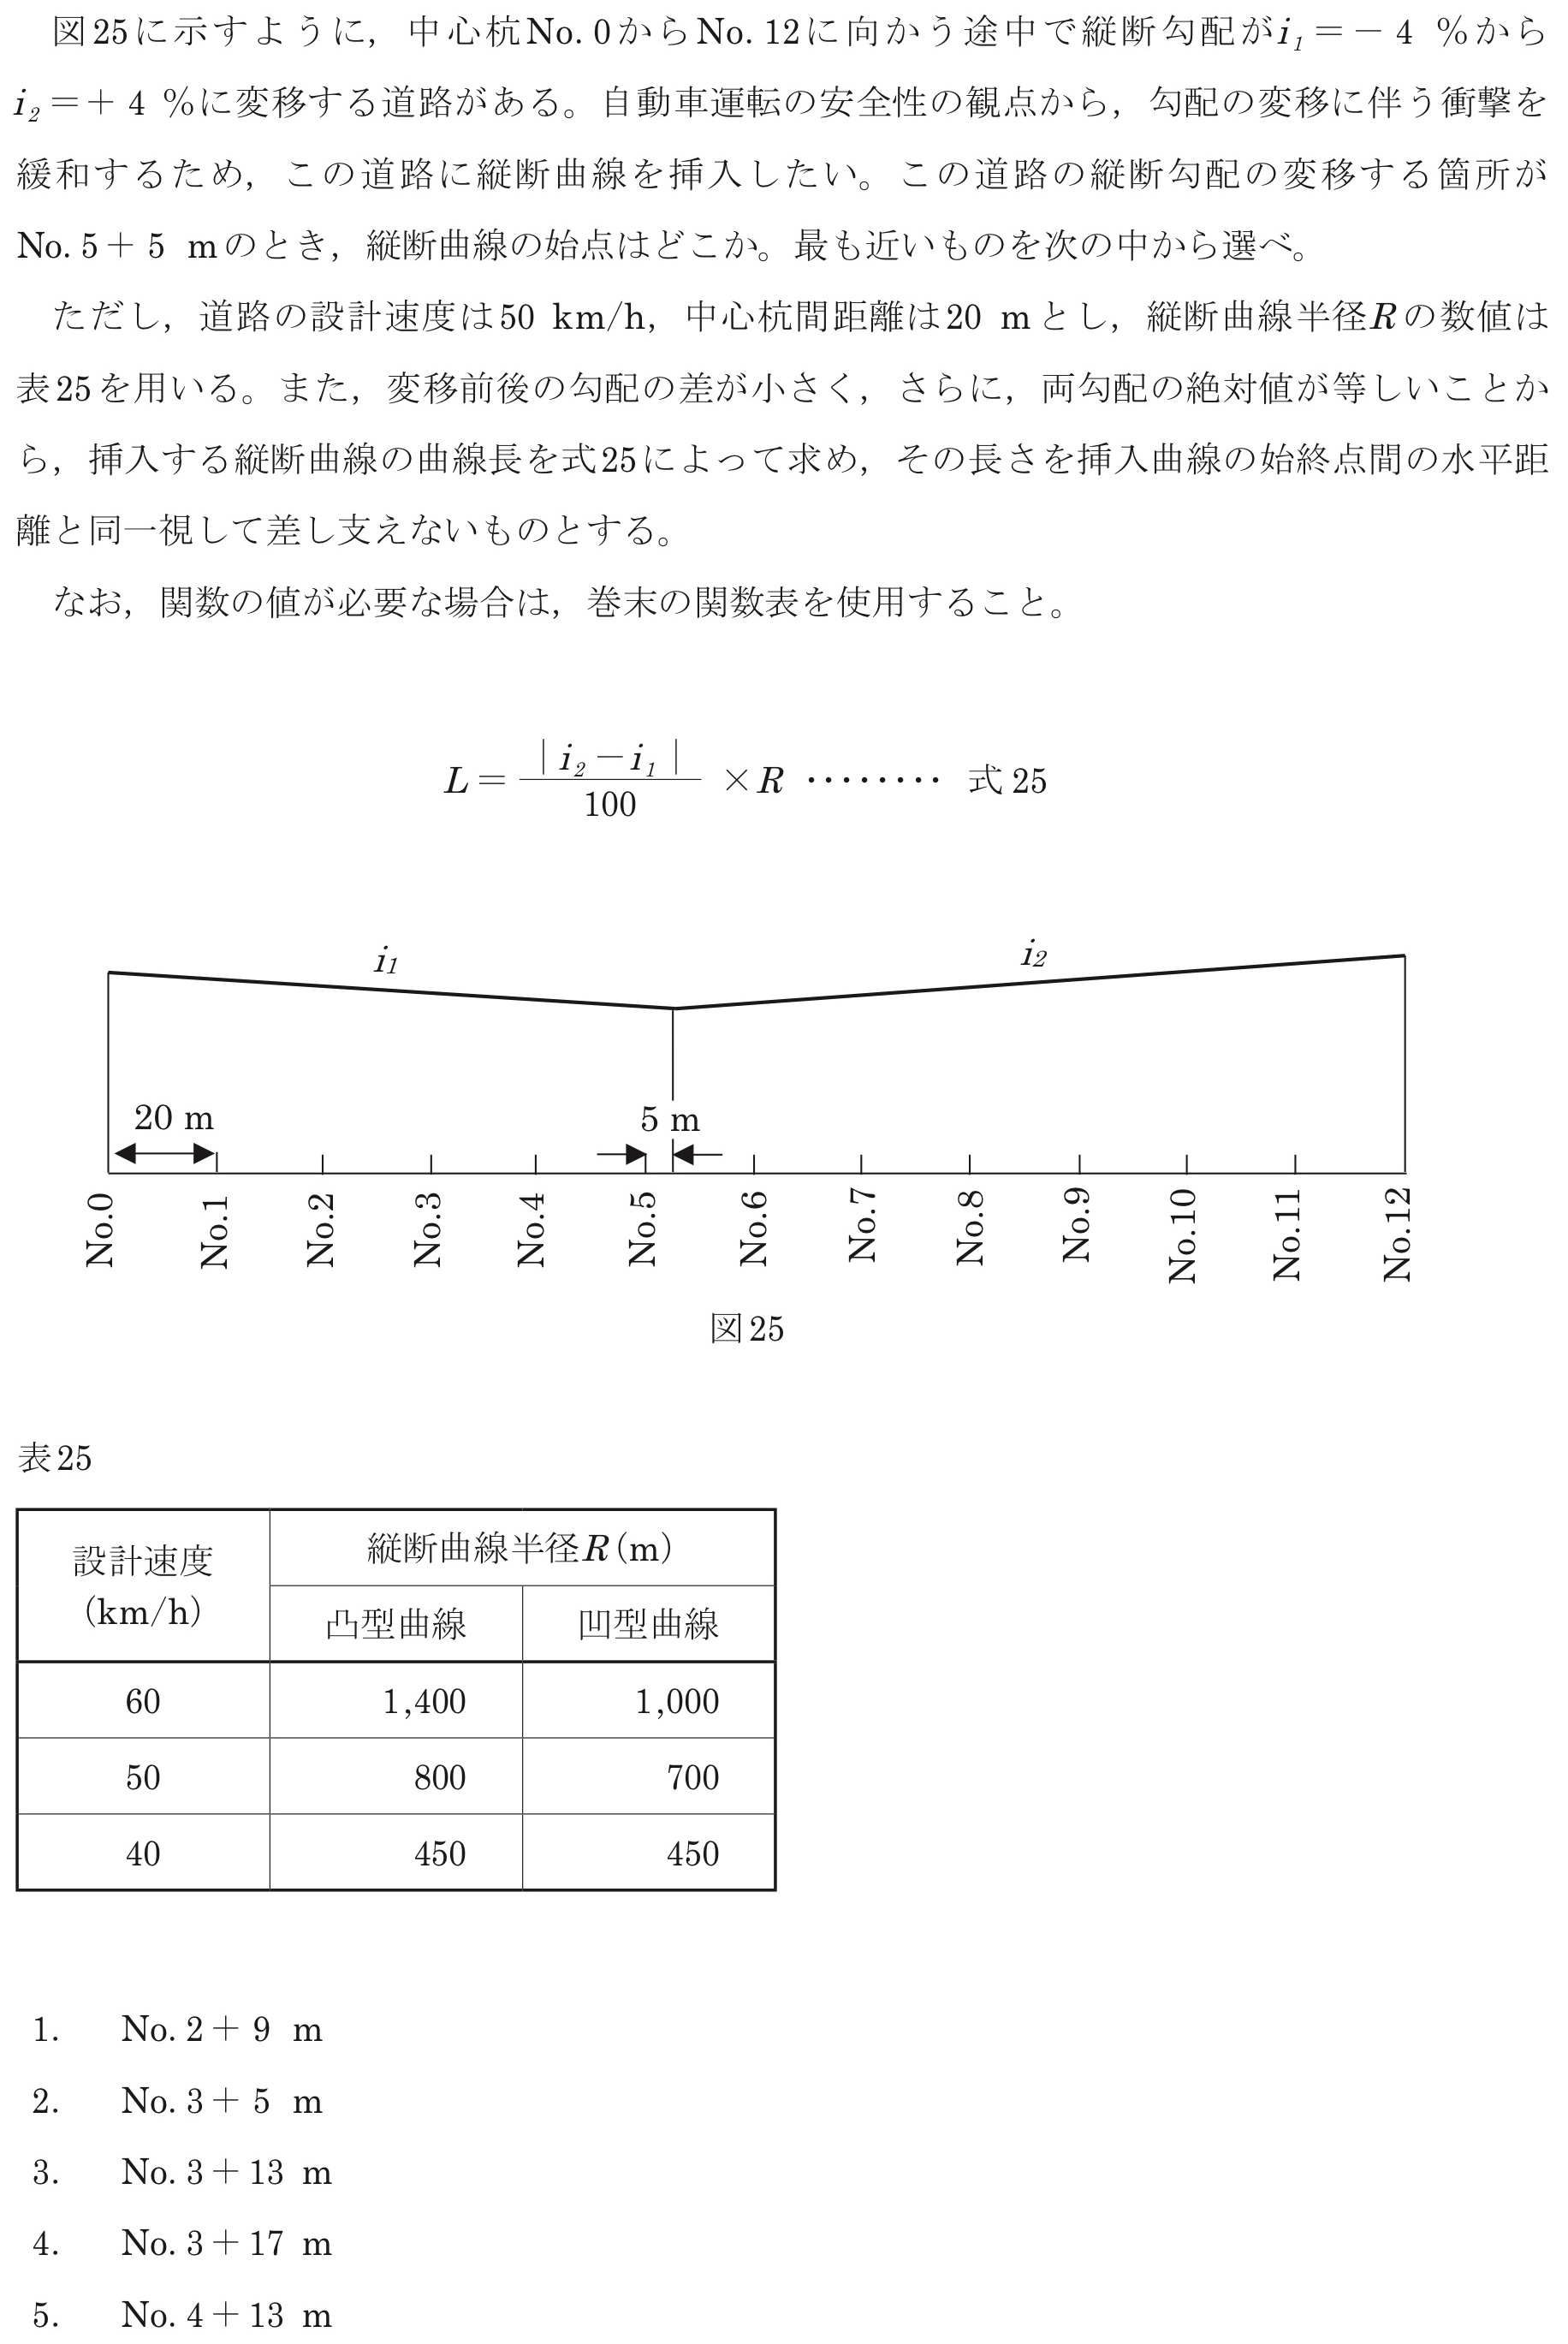 図25に示すように，中心杭No. 0からNo. 12に向かう途中で縦断勾配がi1＝－4 %から
i2＝＋4 %に変移する道路がある。自動車運転の安全性の観点から，勾配の変移に伴う衝撃を
緩和するため，この道路に縦断曲線を挿入したい。この道路の縦断勾配の変移する箇所が
No. 5＋5 mのとき，縦断曲線の始点はどこか。最も近いものを次の中から選べ。
ただし，道路の設計速度は50 km/h，中心杭間距離は20 mとし，縦断曲線半径Rの数値は
表25を用いる。また，変移前後の勾配の差が小さく，さらに，両勾配の絶対値が等しいことか
ら，挿入する縦断曲線の曲線長を式25によって求め，その長さを挿入曲線の始終点間の水平距
離と同一視して差し支えないものとする。
なお，関数の値が必要な場合は，巻末の関数表を使用すること。
L＝｜i2－i1｜/100 ×R ‥‥‥‥ 式25
i1
i2
20 m
5 m
No.0 No.1 No.2 No.3 No.4 No.5 No.6 No.7 No.8 No.9 No.10 No.11 No.12
図25
表25
設計速度 縦断曲線半径R(m)
(km/h)
凸型曲線 凹型曲線
60 1,400 1,000
50 800 700
40 450 450
1. No. 2＋9 m
2. No. 3＋5 m
3. No. 3＋13 m
4. No. 3＋17 m
5. No. 4＋13 m